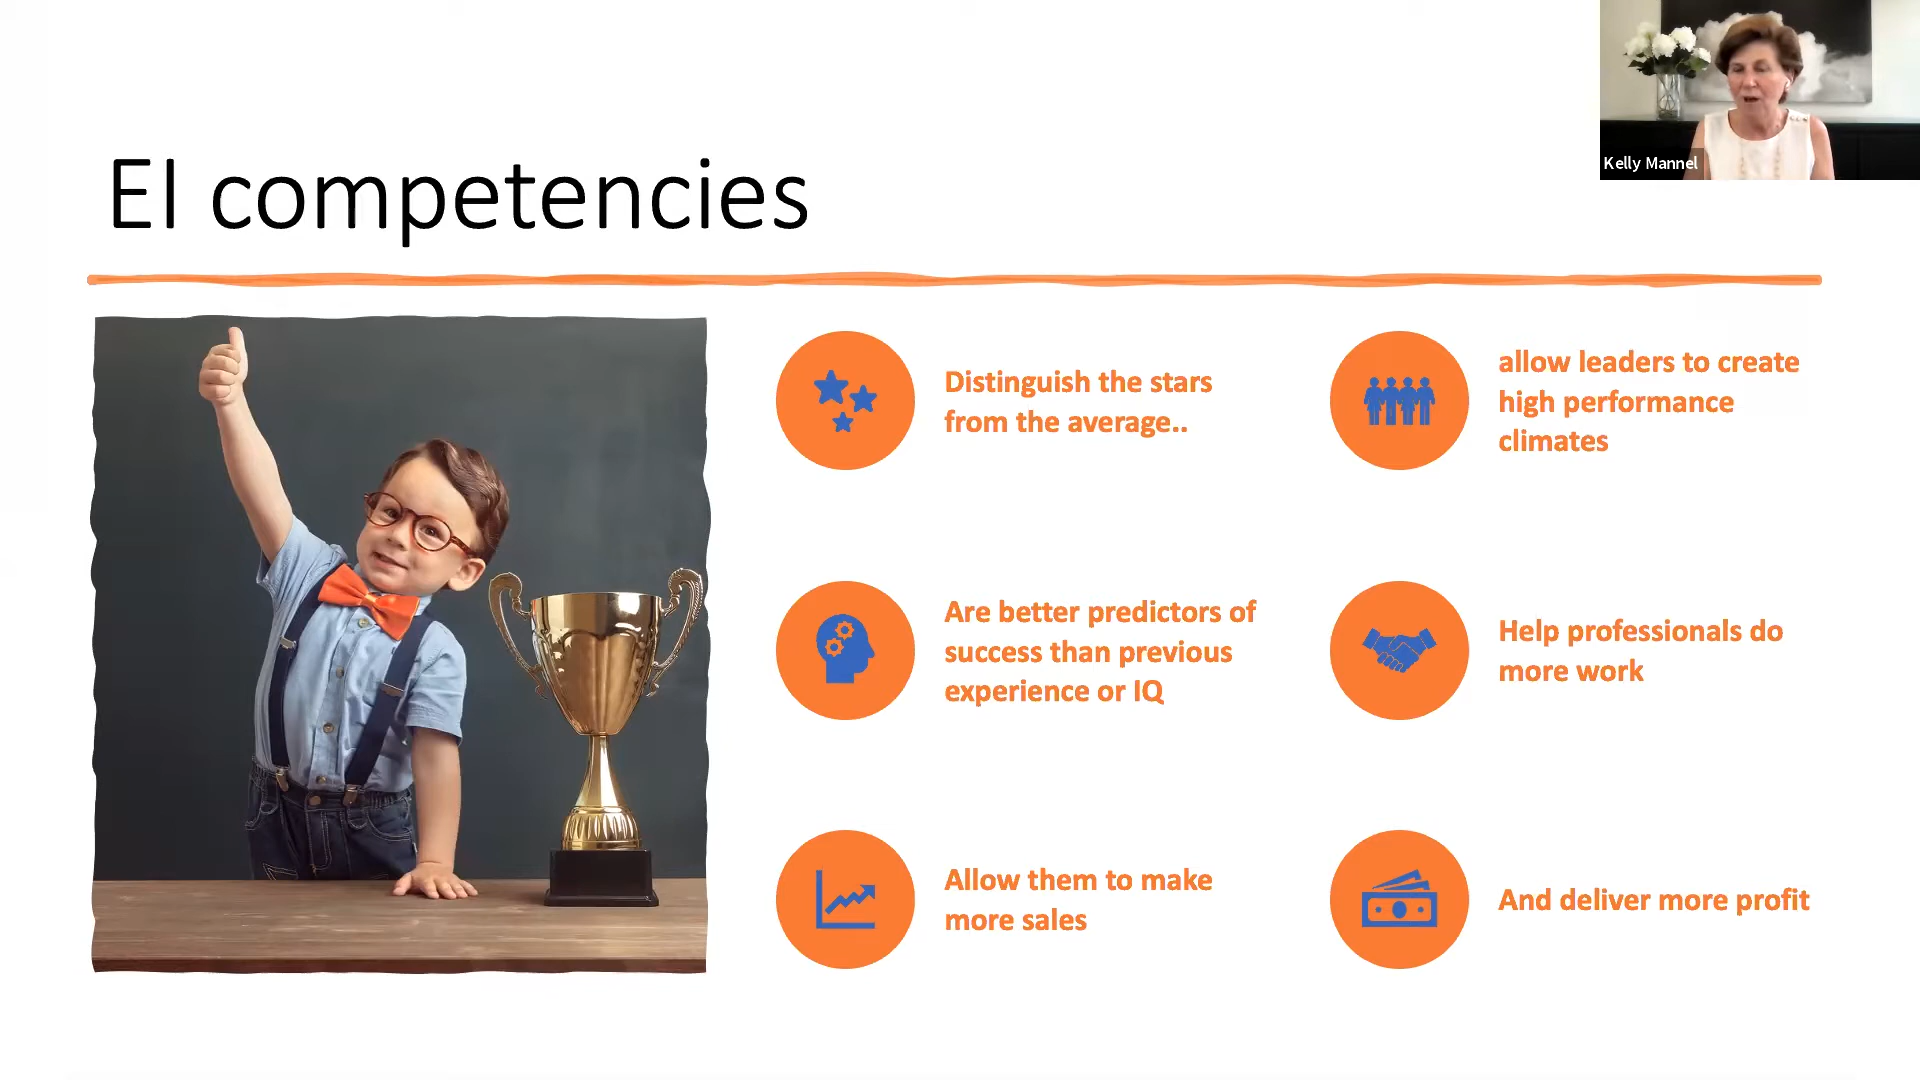 Kelly Mannel
EI competencies
Distinguish the stars
from the average..
allow leaders to create
high performance
climates
Are better predictors of
success than previous
experience or IQ
Help professionals do
more work
Allow them to make
more sales
And deliver more profit